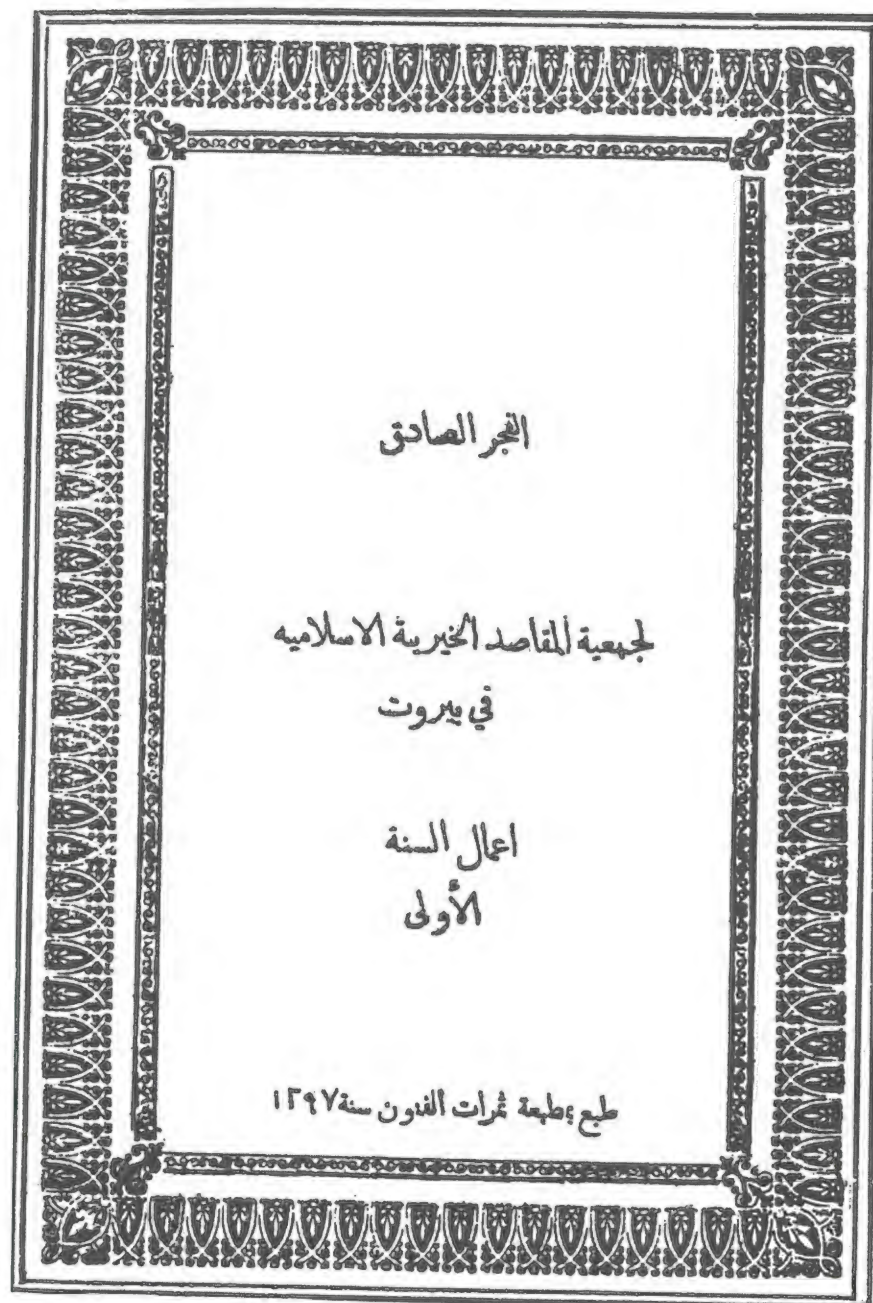 الفجر الصادق
لجمعية المقاصد الخيرية الاسلاميه
في بيروت
اعمال السنة
الأولى
طبع بمطبعة ثمرات الفنون سنة ١٢٩٧